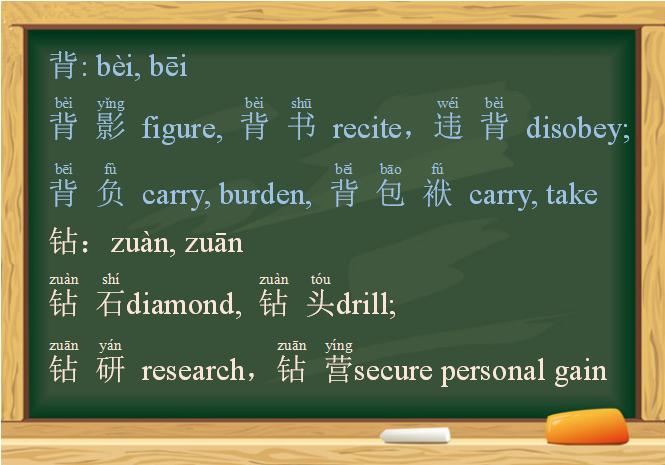 背: bèi, bēi
bèi yǐng bèi shū wéi bèi
背 影 figure, 背 书 recite，违 背 disobey;
bēi fù bēi bāo fú
背 负 carry, burden, 背 包 袱 carry, take
钻：zuàn, zuān
zuàn shí zuàn tóu
钻 石diamond, 钻 头drill;
zuān yán zuān yíng
钻 研 research，钻 营secure personal gain